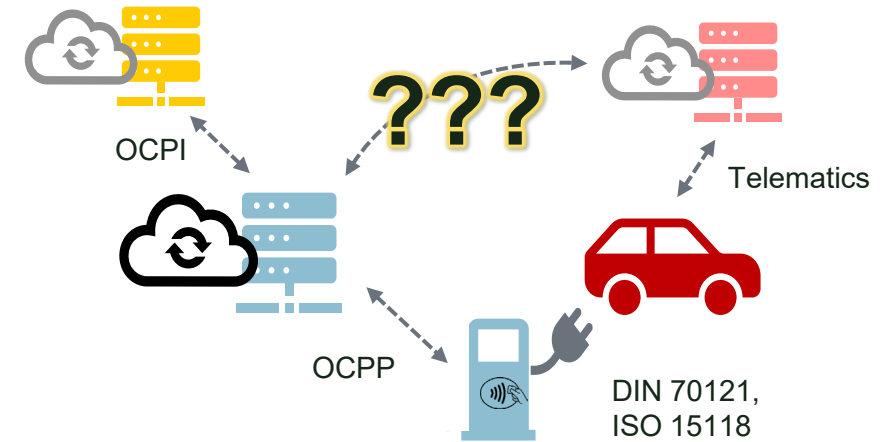 ???
OCPI
Telematics
OCPP
DIN 70121,
ISO 15118